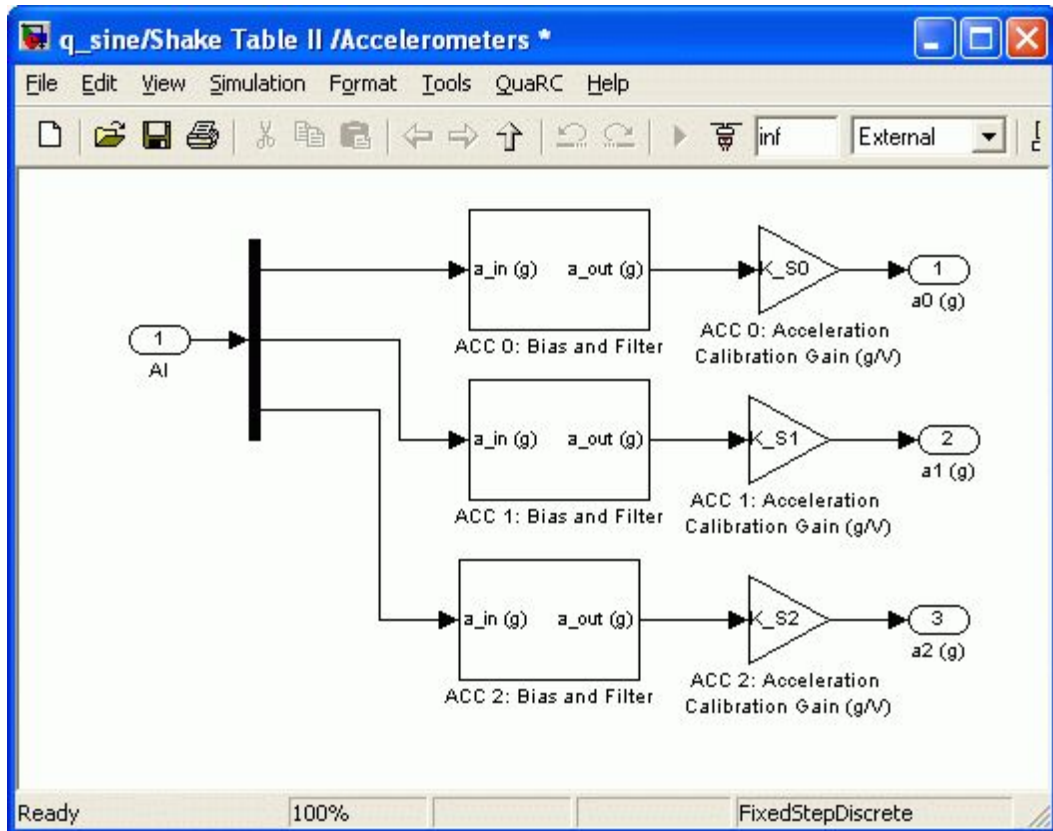 q_sine/Shake Table II /Accelerometers *
File Edit View Simulation Format Tools QuaRC Help
inf External
a_in (g) a_out (g) K_S0 1
a0 (g)
ACC 0: Bias and Filter
ACC 0: Acceleration
Calibration Gain (g/V)
1
AI
a_in (g) a_out (g) K_S1 2
a1 (g)
ACC 1: Bias and Filter
ACC 1: Acceleration
Calibration Gain (g/V)
a_in (g) a_out (g) K_S2 3
a2 (g)
ACC 2: Bias and Filter
ACC 2: Acceleration
Calibration Gain (g/V)
Ready 100% FixedStepDiscrete